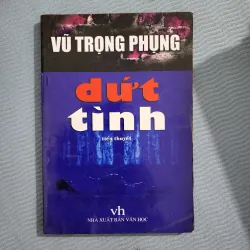 VŨ TRỌNG PHỤNG
dứt
tình
tiểu thuyết
vh
NHÀ XUẤT BẢN VĂN HỌC